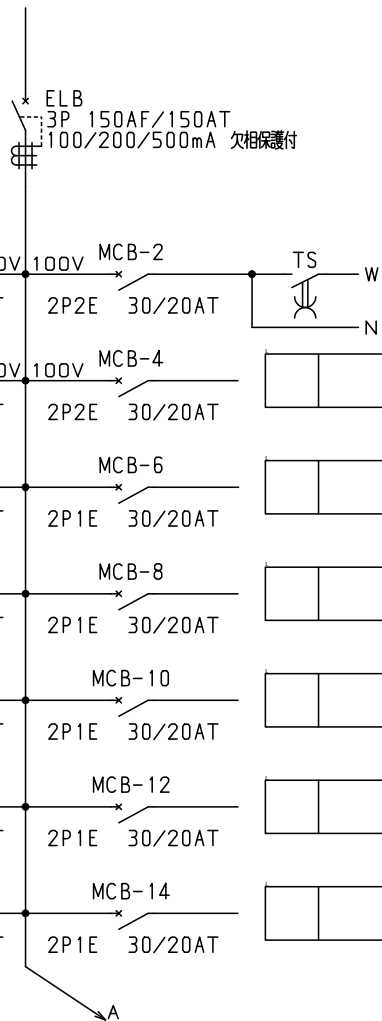 ELB
3P 150AF/150AT
100/200/500mA 欠相保護付
100V
MCB-2
TS
W
2P2E 30/20AT
N
100V
MCB-4
2P2E 30/20AT
MCB-6
2P1E 30/20AT
MCB-8
2P1E 30/20AT
MCB-10
2P1E 30/20AT
MCB-12
2P1E 30/20AT
MCB-14
2P1E 30/20AT
A